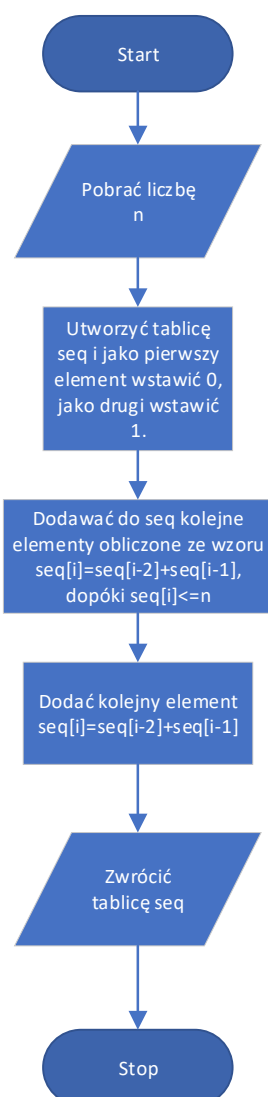 Start
Pobrać liczbę
n
Utworzyć tablicę
seq i jako pierwszy
element wstawić 0,
jako drugi wstawić
1.
Dodawać do seq kolejne
elementy obliczone ze wzoru
seq[i]=seq[i-2]+seq[i-1],
dopóki seq[i]<=n
Dodać kolejny element
seq[i]=seq[i-2]+seq[i-1]
Zwrócić
tablicę seq
Stop